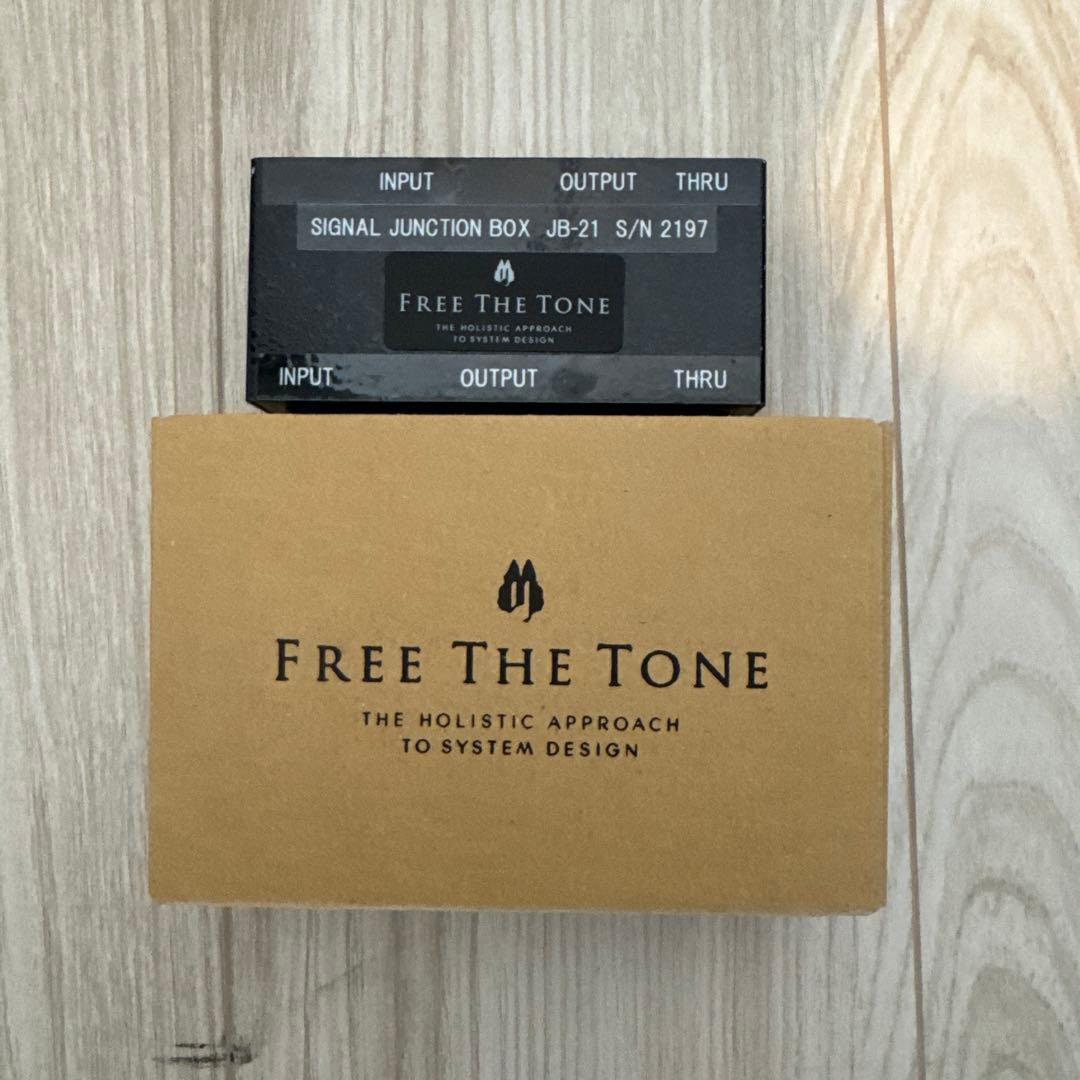 INPUT OUTPUT THRU
SIGNAL JUNCTION BOX JB-21 S/N 2197
FREE THE TONE
THE HOLISTIC APPROACH
TO SYSTEM DESIGN
INPUT OUTPUT THRU
FREE THE TONE
THE HOLISTIC APPROACH
TO SYSTEM DESIGN